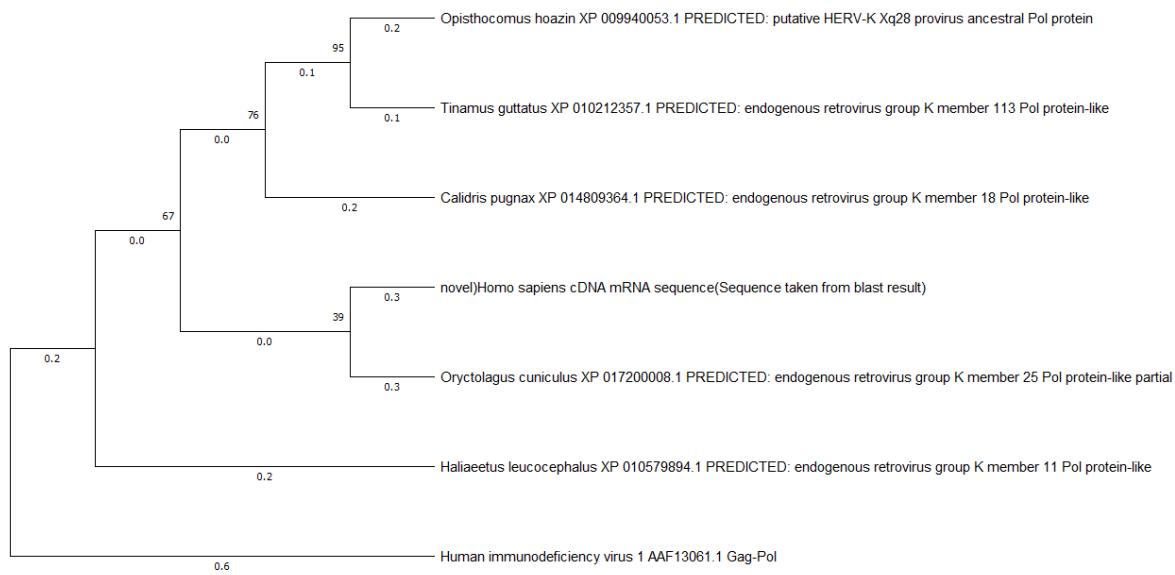 Opisthocomus hoazin XP 009940053.1 PREDICTED: putative HERV-K Xq28 provirus ancestral Pol protein
0.2
95
0.1
Tinamus guttatus XP 010212357.1 PREDICTED: endogenous retrovirus group K member 113 Pol protein-like
0.1
76
0.0
Calidris pugnax XP 014809364.1 PREDICTED: endogenous retrovirus group K member 18 Pol protein-like
0.2
67
0.0
novel)Homo sapiens cDNA mRNA sequence(Sequence taken from blast result)
0.3
39
0.0
Oryctolagus cuniculus XP 017200008.1 PREDICTED: endogenous retrovirus group K member 25 Pol protein-like partial
0.3
0.2
Haliaeetus leucocephalus XP 010579894.1 PREDICTED: endogenous retrovirus group K member 11 Pol protein-like
0.2
Human immunodeficiency virus 1 AAF13061.1 Gag-Pol
0.6